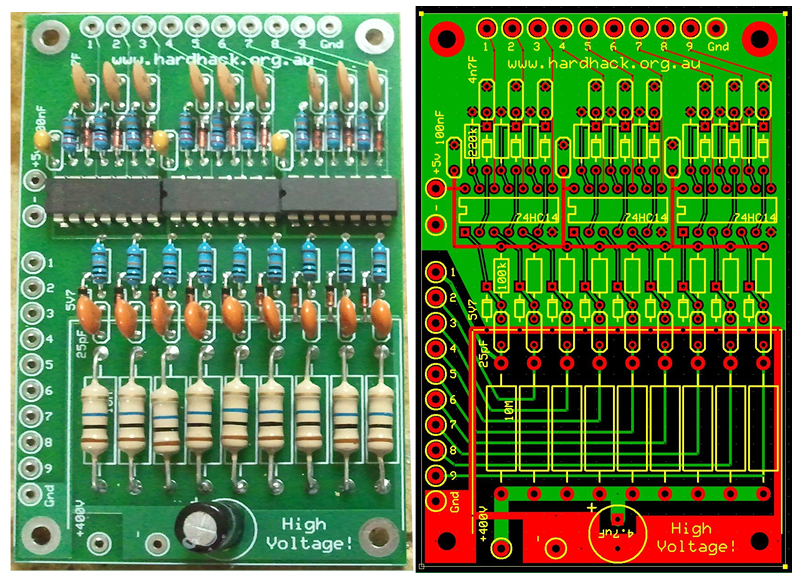 1 2 3 4 5 6 7 8 9 Gnd
www.hardhack.org.au
7F
100nF
+5v
-
1
2
3
4
5
6
7
8
9
Gnd
5V7
25pF
+400V
-
High
Voltage!
1 2 3 4 5 6 7 8 9 Gnd
www.hardhack.org.au
4n7F
100nF
220k
+5v
-
74HC14 74HC14 74HC14
1
2
3
4
5
6
7
8
9
Gnd
100k
5V7
25pF
10M
+400V
-
+
4.7uF
High
Voltage!